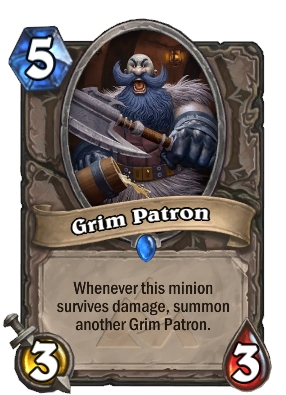 5
Grim Patron
Whenever this minion
survives damage, summon
another Grim Patron.
3 3